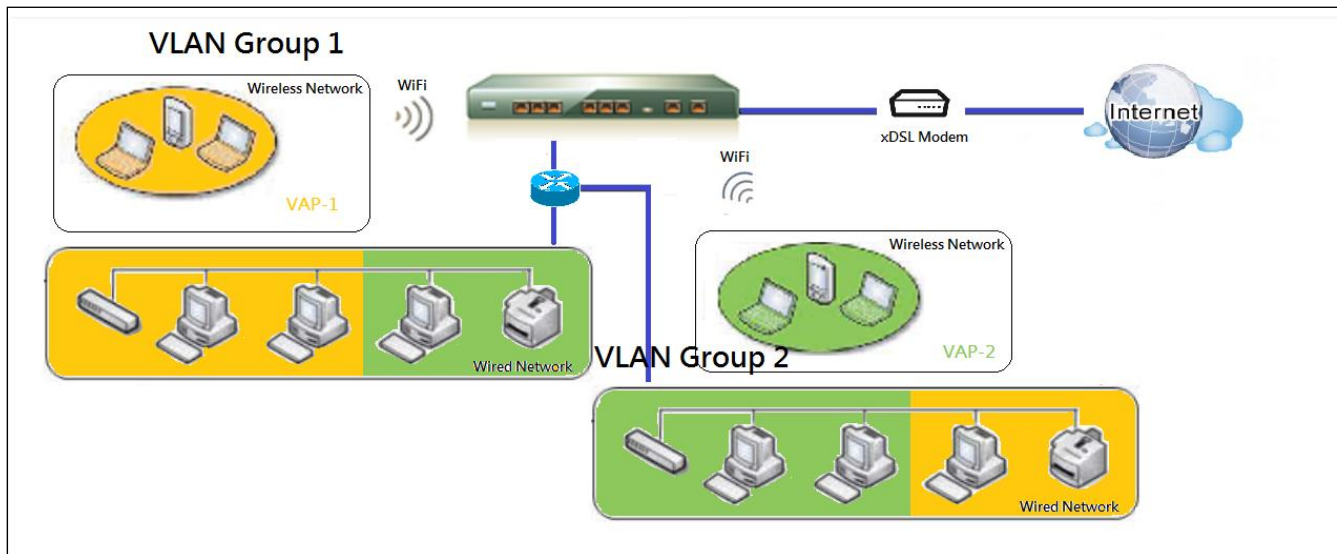 VLAN Group 1
Wireless Network
VAP-1
WiFi
xDSL Modem
Internet
WiFi
Wireless Network
VAP-2
Wired Network
VLAN Group 2
Wired Network